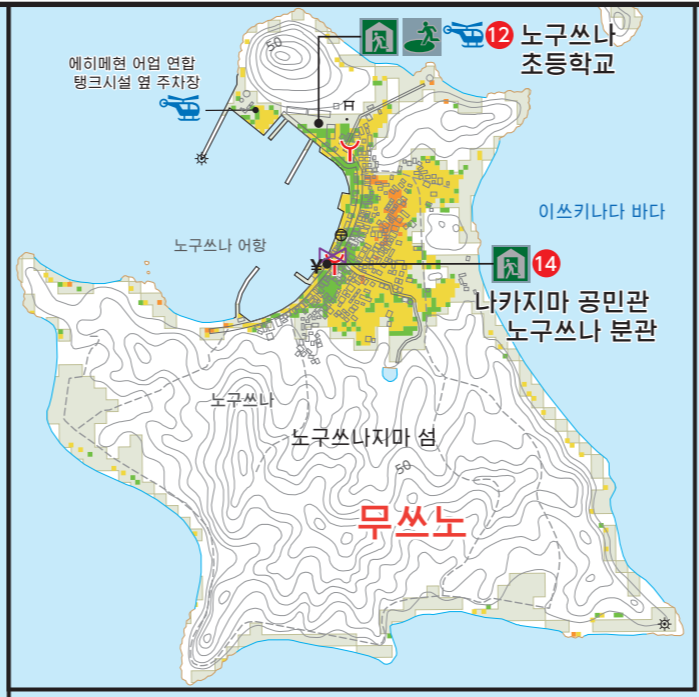 50
12 노구쓰나
초등학교
에히메현 어업 연합
탱크시설 옆 주차장
이쓰키나다 바다
노구쓰나 어항
14
나카지마 공민관
노구쓰나 분관
노구쓰나
노구쓰나지마 섬
50
무쓰노